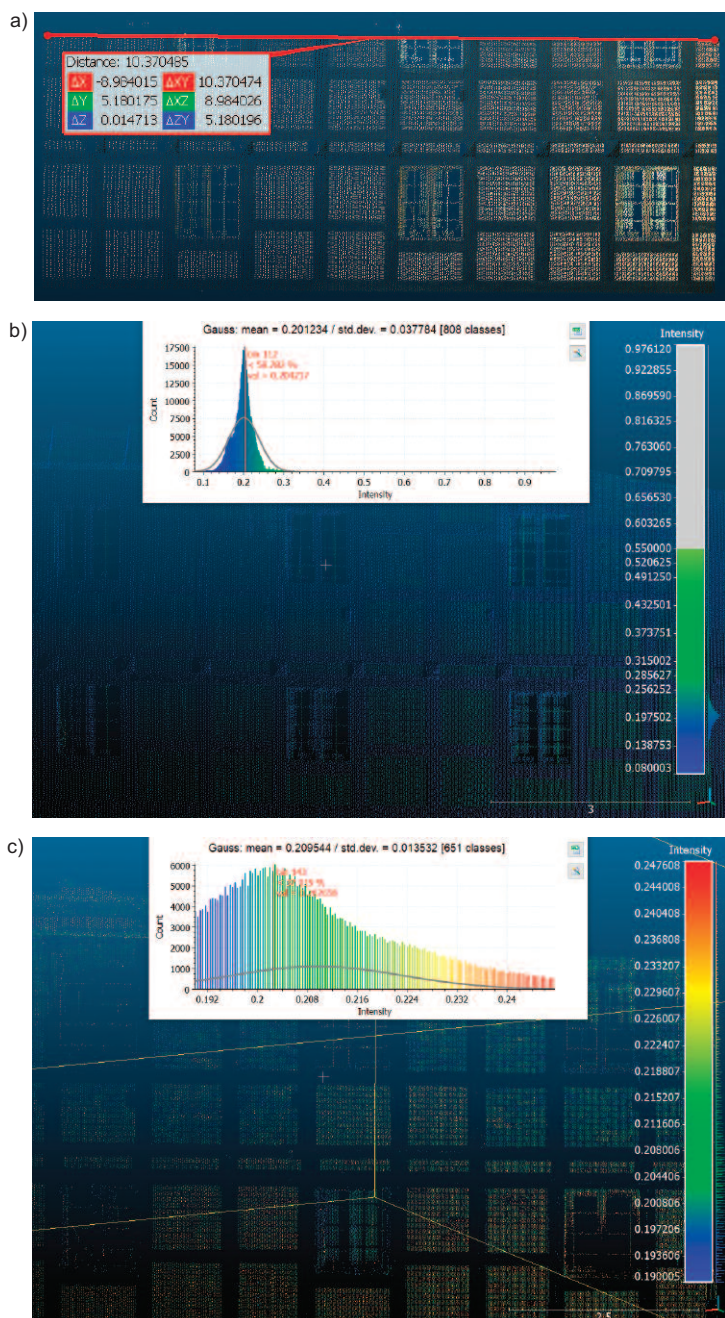 a)
Distance: 10.370485
ΔX -8.984015 ΔXY 10.370474
ΔY 5.180175 ΔXZ 8.984026
ΔZ 0.014713 ΔZY 5.180196
b)
Gauss: mean = 0.201234 / std.dev. = 0.037784 [808 classes]
Intensity
0.976120
0.922855
0.869590
0.816325
0.763060
0.709795
0.656530
0.603265
0.550000
0.520625
0.491250
0.432501
0.373751
0.315002
0.285627
0.256252
0.197502
0.138753
0.080003
17500
15000
12500
10000
7500
5000
2500
0
Count
val = 0.204217
0.1 0.2 0.3 0.4 0.5 0.6 0.7 0.8 0.9
Intensity
3
c)
Gauss: mean = 0.209544 / std.dev. = 0.013532 [651 classes]
Intensity
0.247608
0.244008
0.240408
0.236808
0.233207
0.229607
0.226007
0.222407
0.218807
0.215207
0.211606
0.208006
0.204406
0.200806
0.197206
0.193606
0.190005
6000
5000
4000
3000
2000
1000
0
Count
0.192 0.2 0.208 0.216 0.224 0.232 0.24
Intensity
2.5